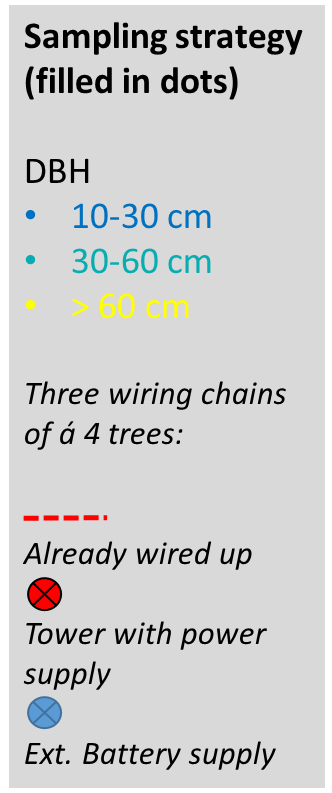 Sampling strategy
(filled in dots)
DBH
• 10-30 cm
• 30-60 cm
• > 60 cm
Three wiring chains
of á 4 trees:
Already wired up
Tower with power
supply
Ext. Battery supply